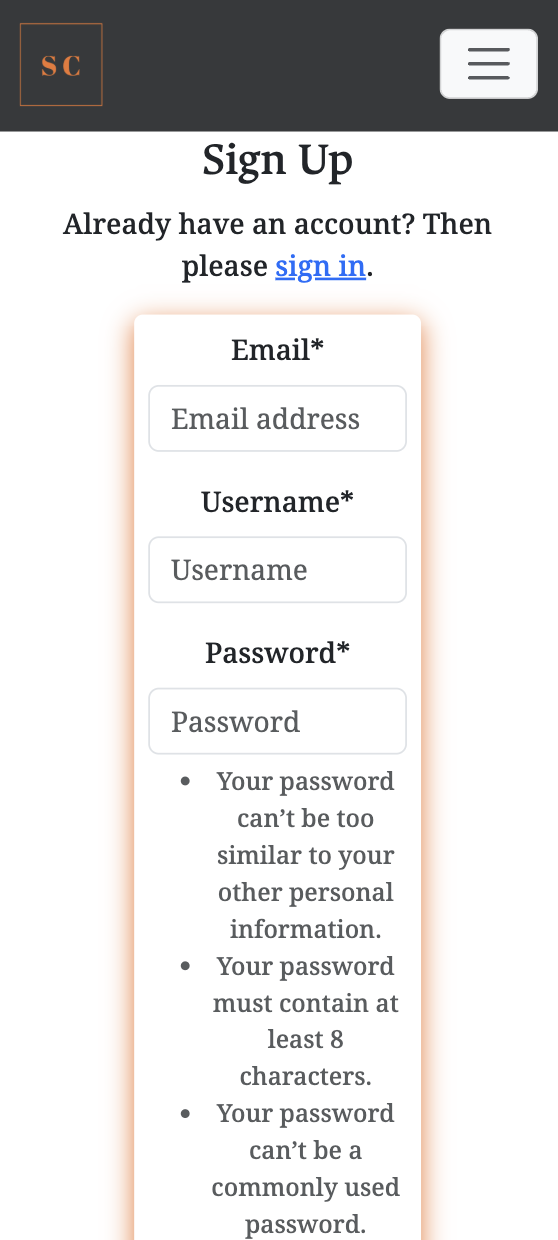 SC
Sign Up
Already have an account? Then
please sign in.
Email*
Email address
Username*
Username
Password*
Password
• Your password
can’t be too
similar to your
other personal
information.
• Your password
must contain at
least 8
characters.
• Your password
can’t be a
commonly used
password.